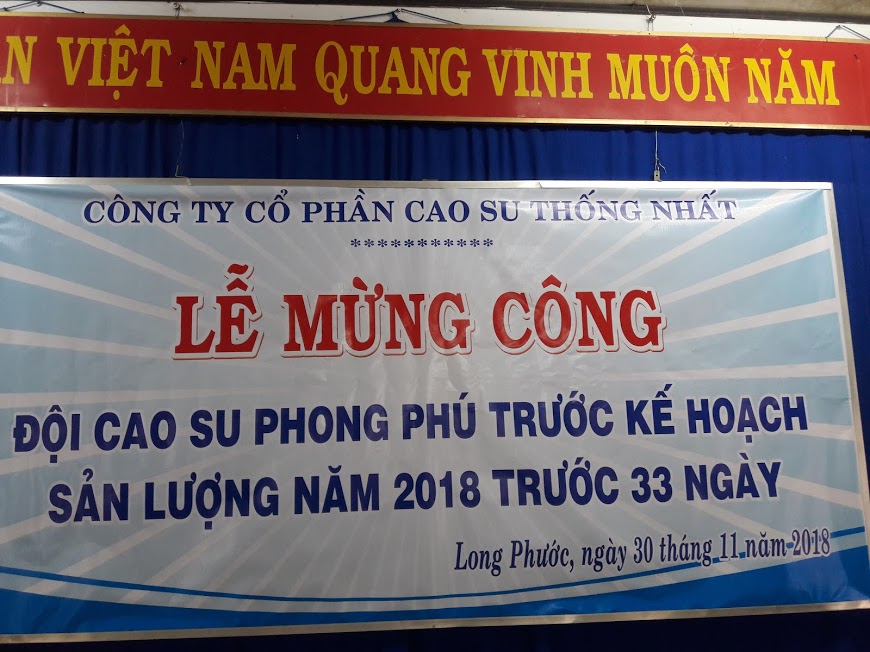 VIỆT NAM QUANG VINH MUÔN NĂM
CÔNG TY CỔ PHẦN CAO SU THỐNG NHẤT
***********
LỄ MỪNG CÔNG
ĐỘI CAO SU PHONG PHÚ TRƯỚC KẾ HOẠCH
SẢN LƯỢNG NĂM 2018 TRƯỚC 33 NGÀY
Long Phước, ngày 30 tháng 11 năm 2018